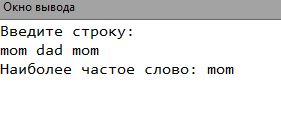 Окно вывода
Введите строку:
mom dad mom
Наиболее частое слово: mom